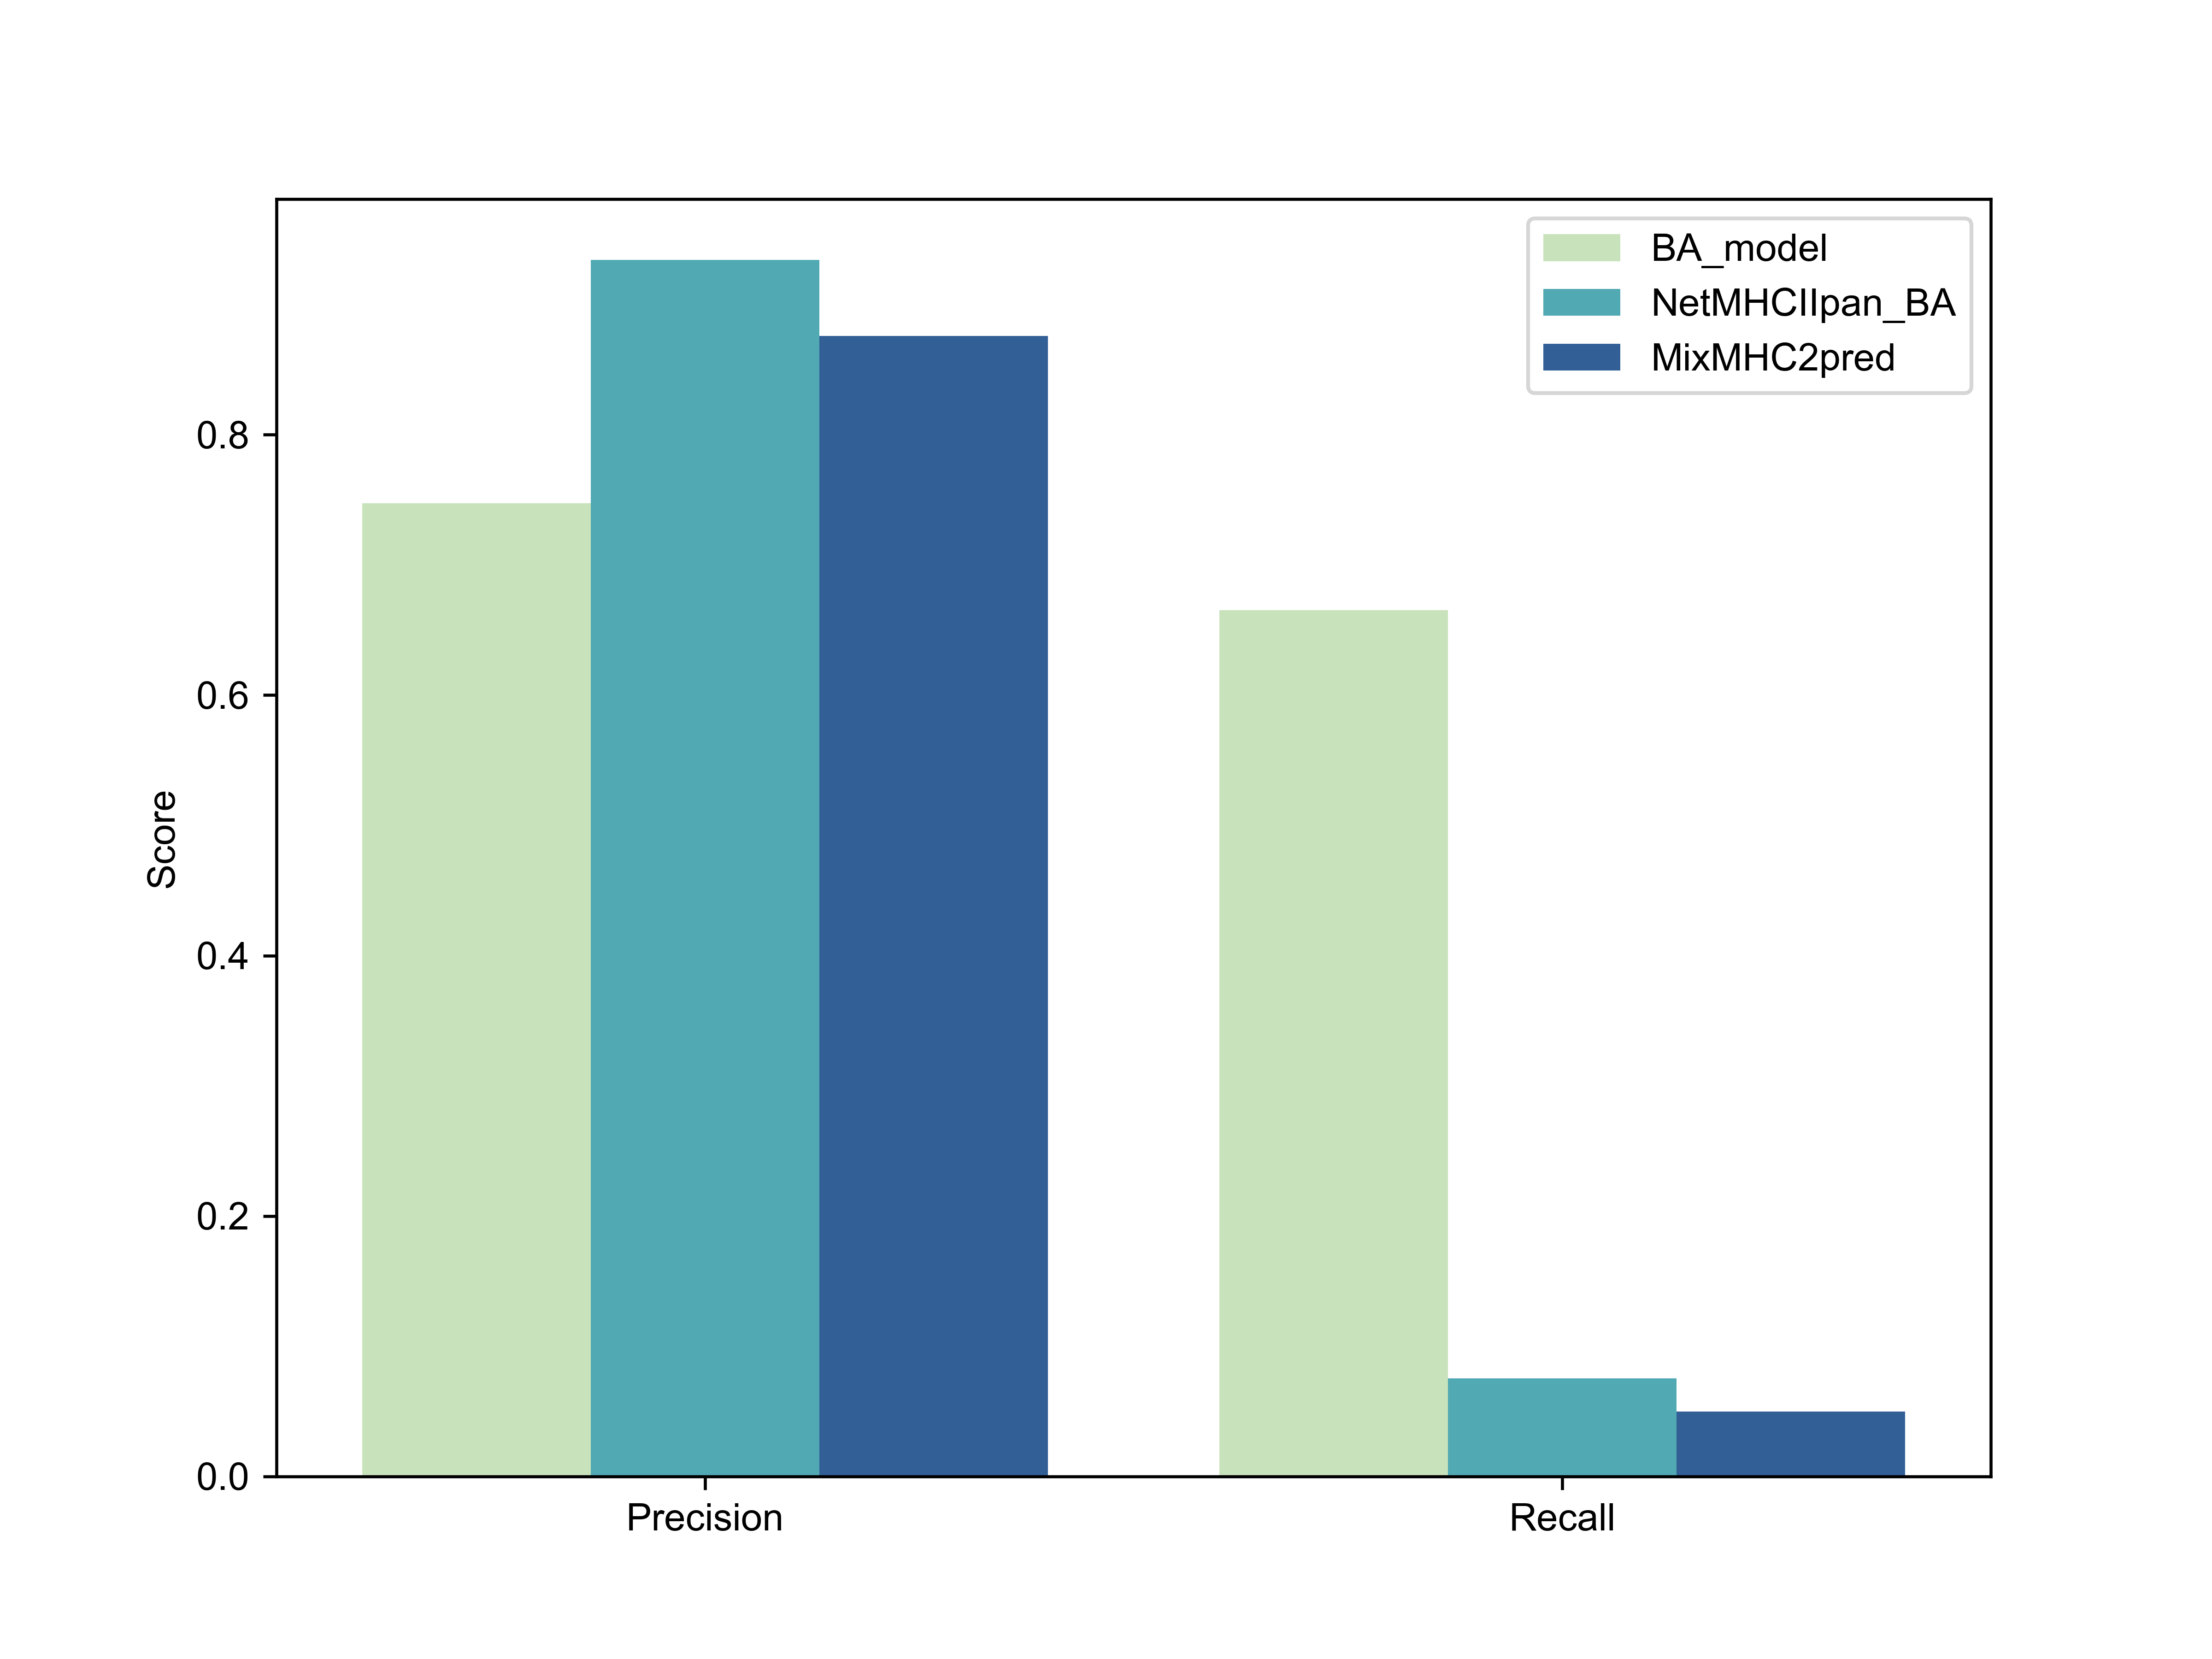 BA_model
NetMHCIIpan_BA
MixMHC2pred
Score
0.8
0.6
0.4
0.2
0.0
Precision
Recall